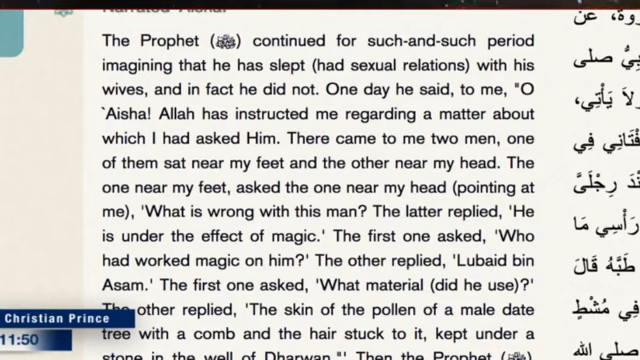 Narrated Aisha:
The Prophet (ﷺ) continued for such-and-such period
imagining that he has slept (had sexual relations) with his
wives, and in fact he did not. One day he said, to me, "O
`Aisha! Allah has instructed me regarding a matter about
which I had asked Him. There came to me two men, one
of them sat near my feet and the other near my head. The
one near my feet, asked the one near my head (pointing at
me), 'What is wrong with this man? The latter replied, 'He
is under the effect of magic.' The first one asked, 'Who
had worked magic on him?' The other replied, 'Lubaid bin
Asam.' The first one asked, 'What material (did he use)?'
The other replied, 'The skin of the pollen of a male date
tree with a comb and the hair stuck to it, kept under a
stone in the well of Dharwan."' Then the Prophet (ﷺ)
عَنْ
صلى
وَلاَ يَأْتِي،
أَفْتَانِي فِي
رِجْلَىَّ
رَأْسِي مَا
طَبَّهُ قَالَ
فِي مُشْطٍ
صلى الله
Christian Prince
11:50